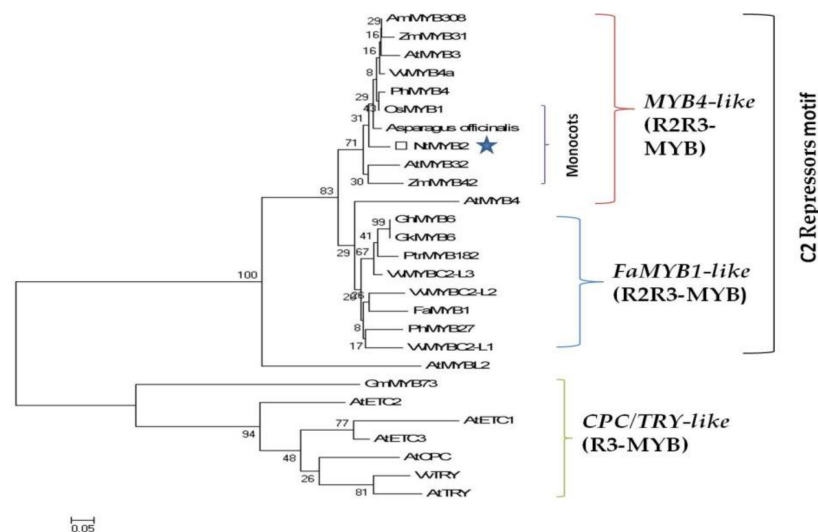 29
AmMYB308
16
ZmMYB31
16
AtMYB3
8
VvMYB4a
29
PhMYB4
43
OsMYB1
31
Asparagus officinalis
71
NtMYB2
AtMYB32
30
ZmMYB42
83
AtMYB4
99
GhMYB6
41
GkMYB6
29
67
PtrMYB182
VvMYBC2-L3
100
VvMYBC2-L2
FaMYB1
8
PhMYB27
17
VvMYBC2-L1
AtMYBL2
GmMYB73
AtETC2
94
77
AtETC1
AtETC3
48
AtCPC
26
VvTRY
81
AtTRY
0.05
Monocots
MYB4-like
(R2R3-
MYB)
FaMYB1-like
(R2R3-MYB)
CPC/TRY-like
(R3-MYB)
C2 Repressors motif